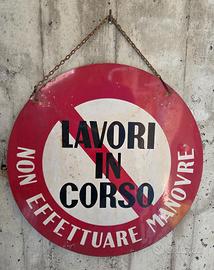 LAVORI
IN
CORSO
NON EFFETTUARE MANOVRE